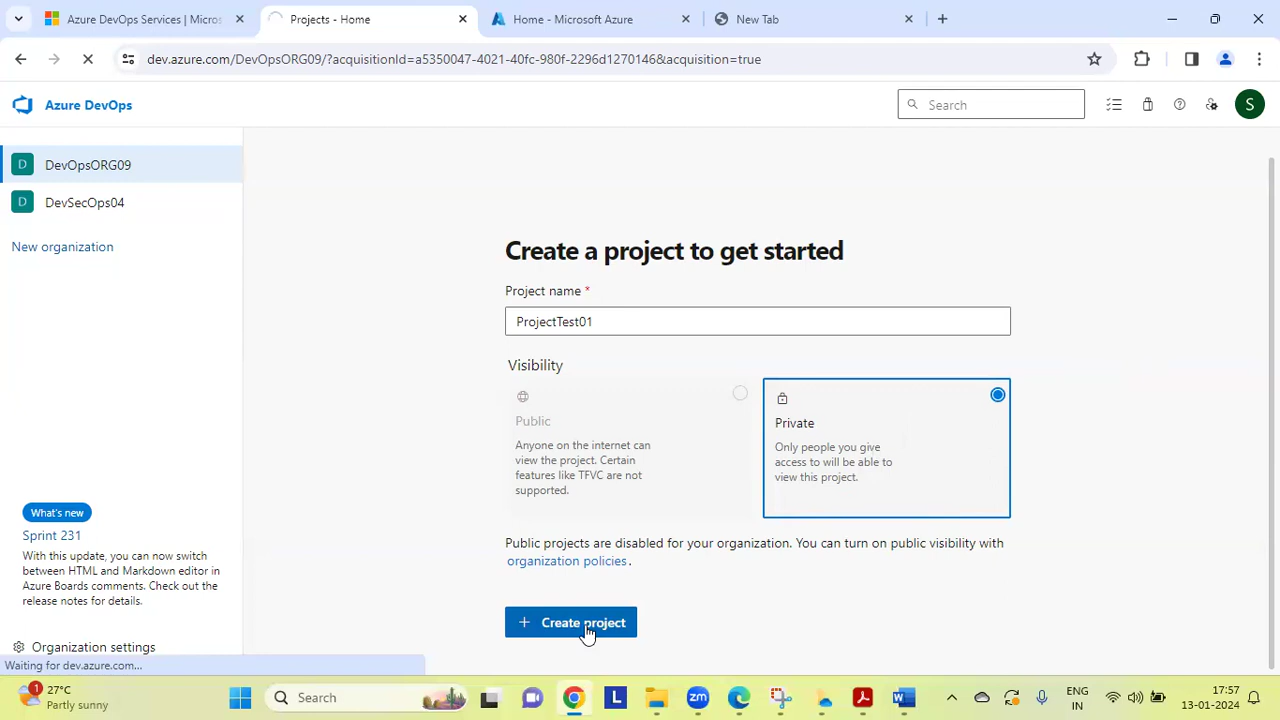 Azure DevOps Services | Micros
Projects - Home
Home - Microsoft Azure
New Tab
dev.azure.com/DevOpsORG09/?acquisitionId=a5350047-4021-40fc-980f-2296d1270146&acquisition=true
Azure DevOps
Search
S
D DevOpsORG09
D DevSecOps04
New organization
Create a project to get started
Project name *
ProjectTest01
Visibility
Public
Anyone on the internet can
view the project. Certain
features like TFVC are not
supported.
Private
Only people you give
access to will be able to
view this project.
Public projects are disabled for your organization. You can turn on public visibility with
organization policies.
+ Create project
What's new
Sprint 231
With this update, you can now switch
between HTML and Markdown editor in
Azure Boards comments. Check out the
release notes for details.
Organization settings
Waiting for dev.azure.com...
1
27°C
Partly sunny
Search
L
zm
W
ENG
IN
17:57
13-01-2024